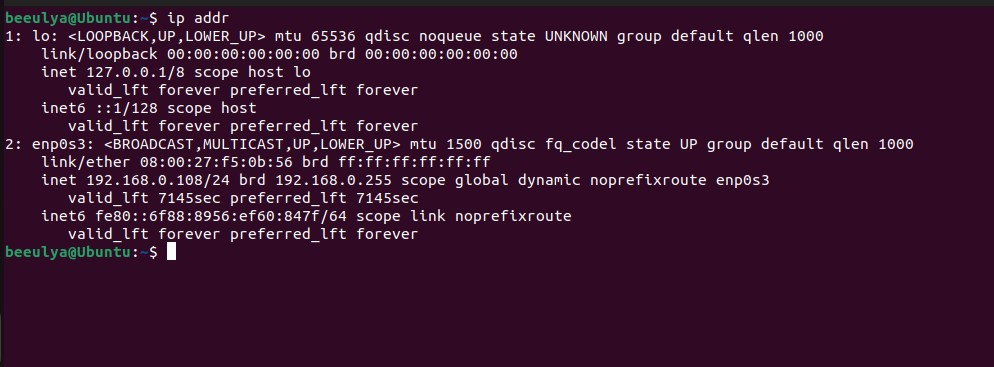 beeulya@Ubuntu:~$ ip addr
1: lo: <LOOPBACK,UP,LOWER_UP> mtu 65536 qdisc noqueue state UNKNOWN group default qlen 1000
    link/loopback 00:00:00:00:00:00 brd 00:00:00:00:00:00
    inet 127.0.0.1/8 scope host lo
       valid_lft forever preferred_lft forever
    inet6 ::1/128 scope host
       valid_lft forever preferred_lft forever
2: enp0s3: <BROADCAST,MULTICAST,UP,LOWER_UP> mtu 1500 qdisc fq_codel state UP group default qlen 1000
    link/ether 08:00:27:f5:0b:56 brd ff:ff:ff:ff:ff:ff
    inet 192.168.0.108/24 brd 192.168.0.255 scope global dynamic noprefixroute enp0s3
       valid_lft 7145sec preferred_lft 7145sec
    inet6 fe80::6f88:8956:ef60:847f/64 scope link noprefixroute
       valid_lft forever preferred_lft forever
beeulya@Ubuntu:~$